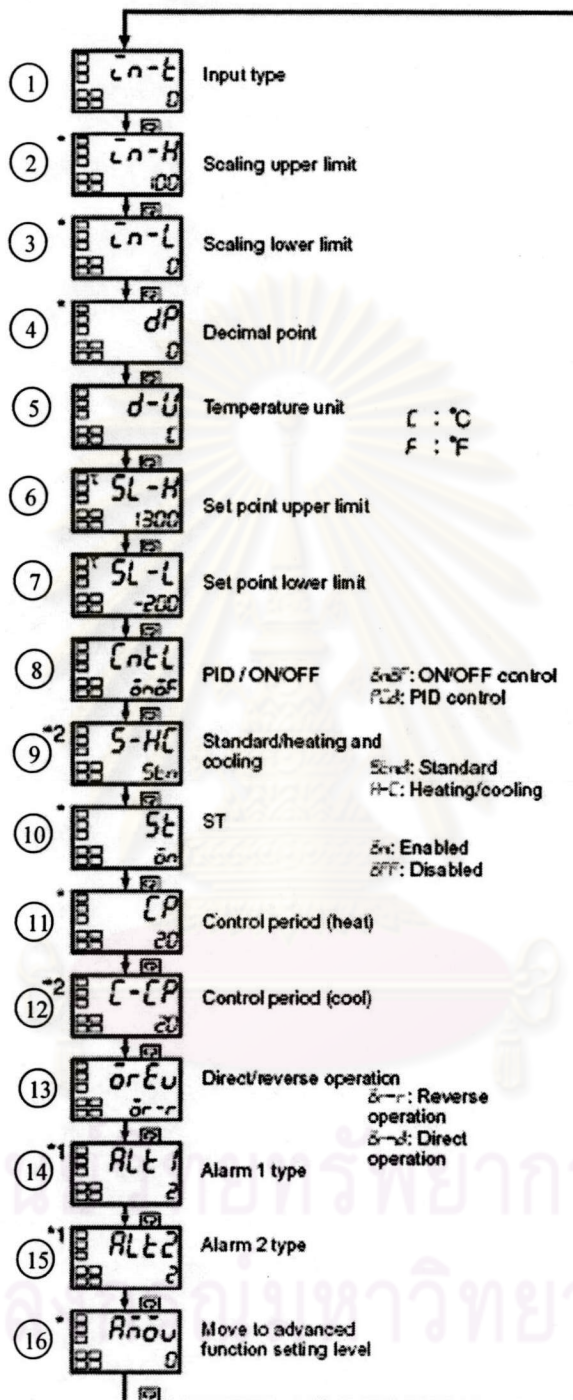 1 in-t 0 Input type
2 * in-H 100 Scaling upper limit
3 * in-L 0 Scaling lower limit
4 * dP 0 Decimal point
5 d-U C Temperature unit
C : °C
F : °F
6 °C SL-H 1300 Set point upper limit
7 °C SL-L -200 Set point lower limit
8 CntL onoF PID / ON/OFF
onoF: ON/OFF control
Pid: PID control
9 *2 S-HC Stn Standard/heating and
cooling
Stnd: Standard
H-C: Heating/cooling
10 * St on ST
on: Enabled
oFF: Disabled
11 * CP 20 Control period (heat)
12 *2 C-CP 20 Control period (cool)
13 orEv or-r Direct/reverse operation
or-r: Reverse
operation
or-d: Direct
operation
14 *1 ALt1 2 Alarm 1 type
15 *1 ALt2 2 Alarm 2 type
16 * Amov 0 Move to advanced
function setting level